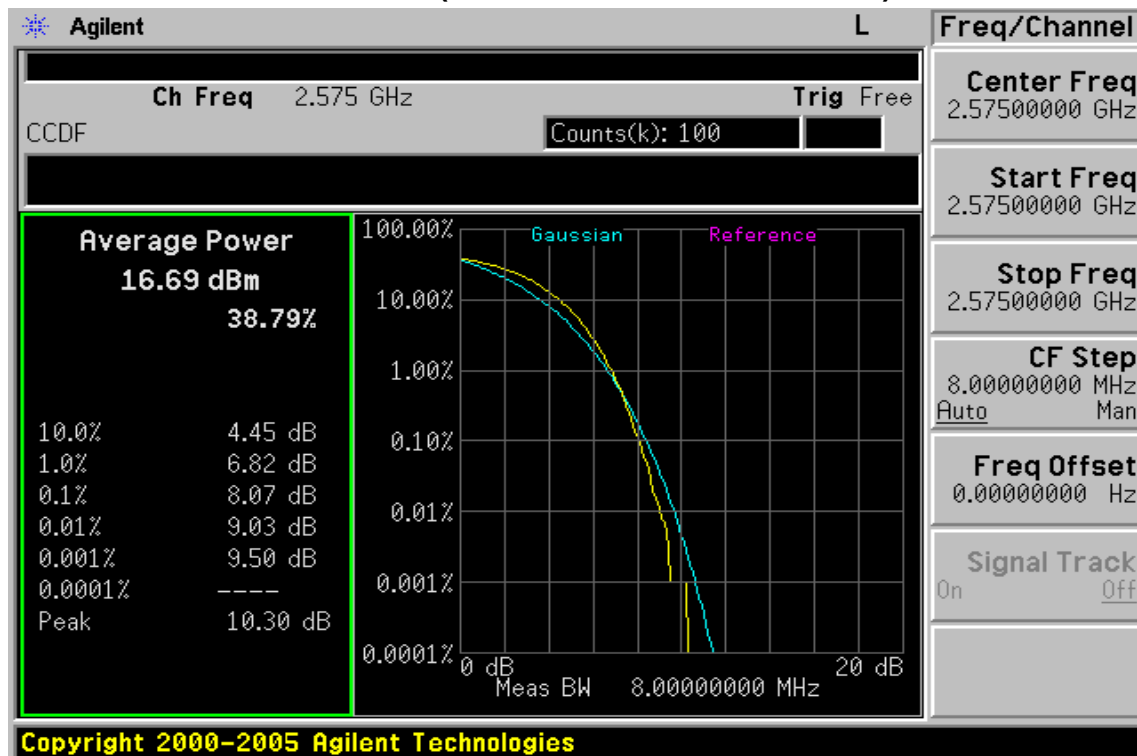 Agilent L
Ch Freq 2.575 GHz Trig Free
CCDF Counts(k): 100
Average Power
16.69 dBm
38.79%
10.0% 4.45 dB
1.0% 6.82 dB
0.1% 8.07 dB
0.01% 9.03 dB
0.001% 9.50 dB
0.0001% ----
Peak 10.30 dB
Gaussian Reference
100.00%
10.00%
1.00%
0.10%
0.01%
0.001%
0.0001%
0 dB 20 dB
Meas BW 8.00000000 MHz
Freq/Channel
Center Freq
2.57500000 GHz
Start Freq
2.57500000 GHz
Stop Freq
2.57500000 GHz
CF Step
8.00000000 MHz
Auto Man
Freq Offset
0.00000000 Hz
Signal Track
On Off
Copyright 2000-2005 Agilent Technologies